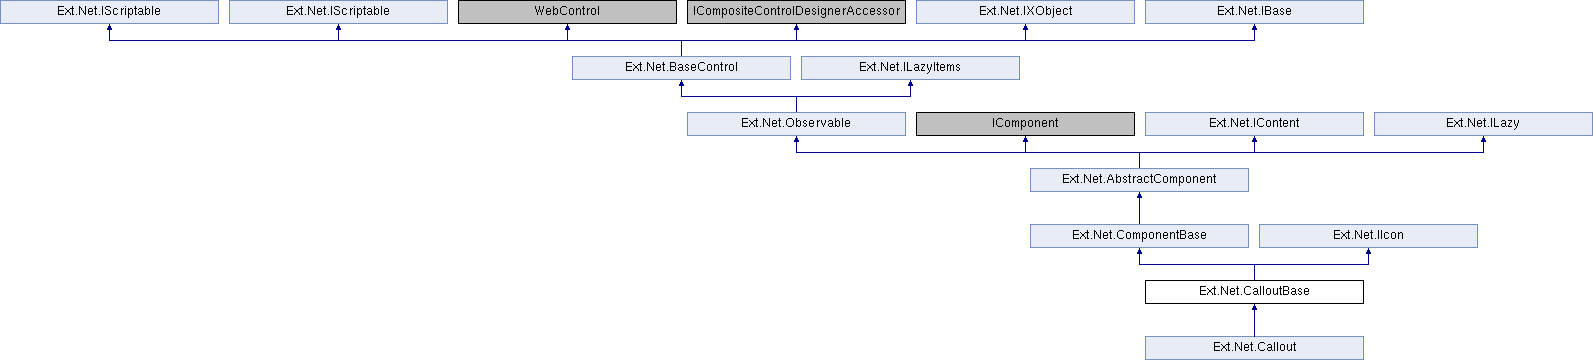 Ext.Net.IScriptable
Ext.Net.IScriptable
WebControl
ICompositeControlDesignerAccessor
Ext.Net.IXObject
Ext.Net.IBase
Ext.Net.BaseControl
Ext.Net.ILazyItems
Ext.Net.Observable
IComponent
Ext.Net.IContent
Ext.Net.ILazy
Ext.Net.AbstractComponent
Ext.Net.ComponentBase
Ext.Net.IIcon
Ext.Net.CalloutBase
Ext.Net.Callout